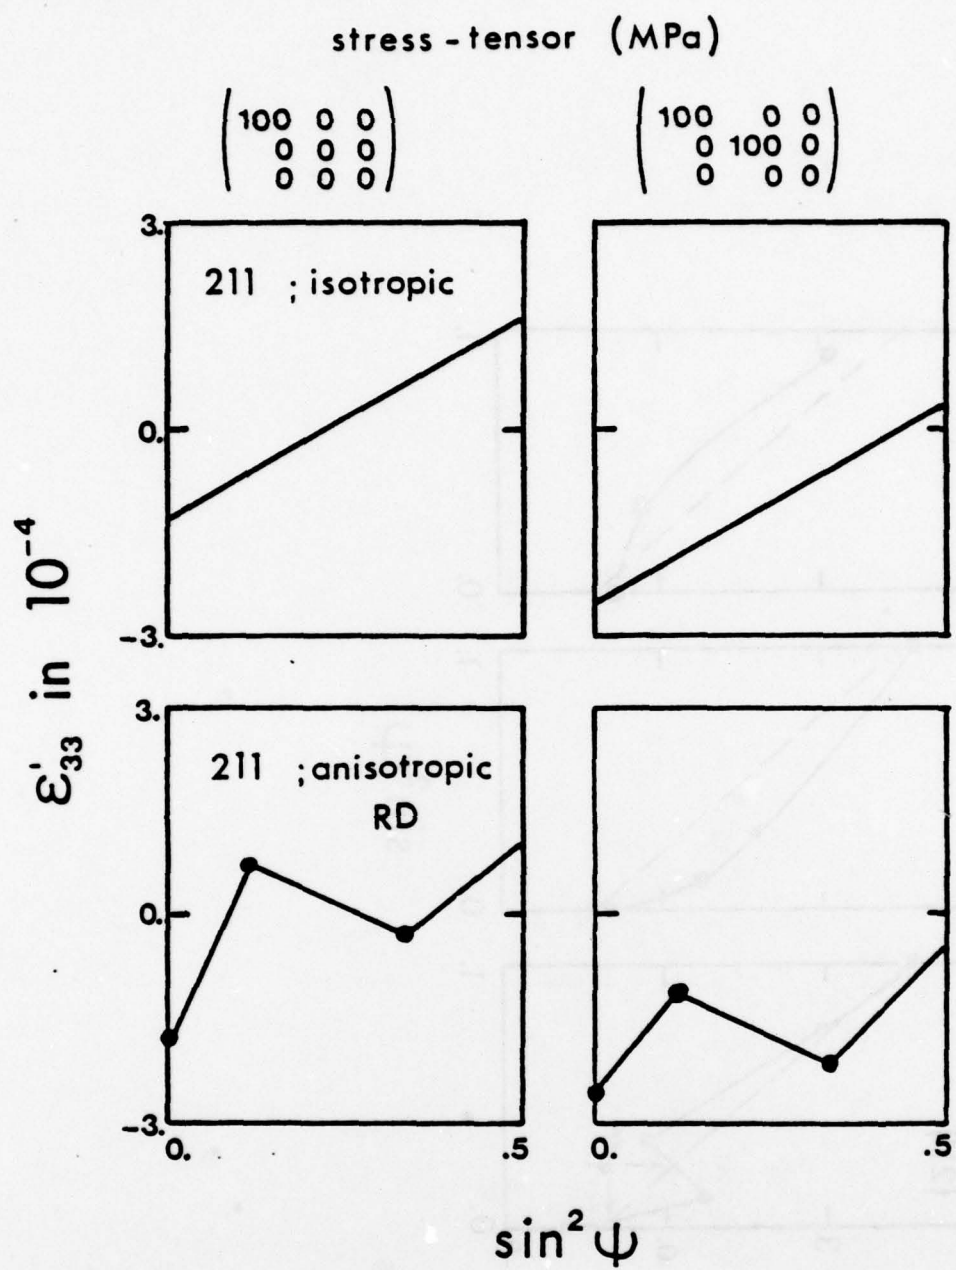 stress-tensor (MPa)
(100 0 0 (100 0 0
0 0 0 0 100 0
0 0 0) 0 0 0)
3.
211 ; isotropic
0.
-3.
ε'33 in 10⁻⁴
3.
211 ; anisotropic
RD
0.
-3.
0. .5 0. .5
sin² ψ